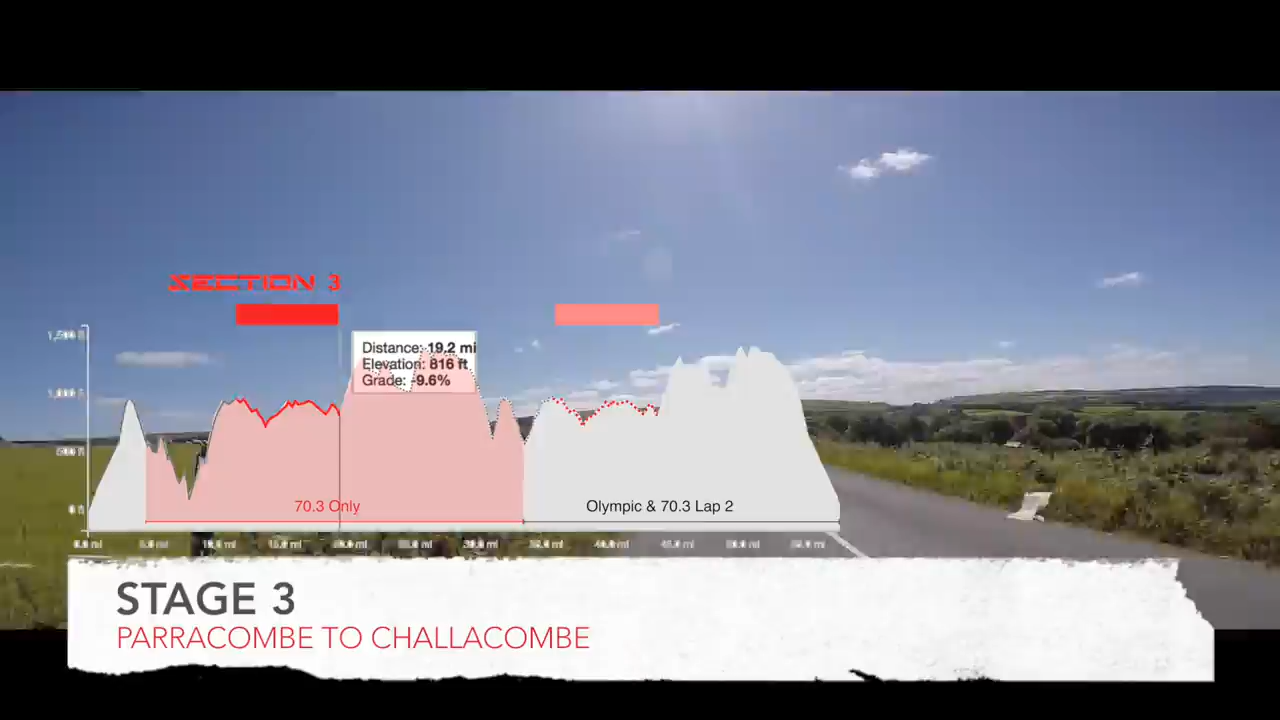 SECTION 3
Distance: 19.2 mi
Elevation: 816 ft
Grade: -9.6%
70.3 Only
Olympic & 70.3 Lap 2
STAGE 3
PARRACOMBE TO CHALLACOMBE